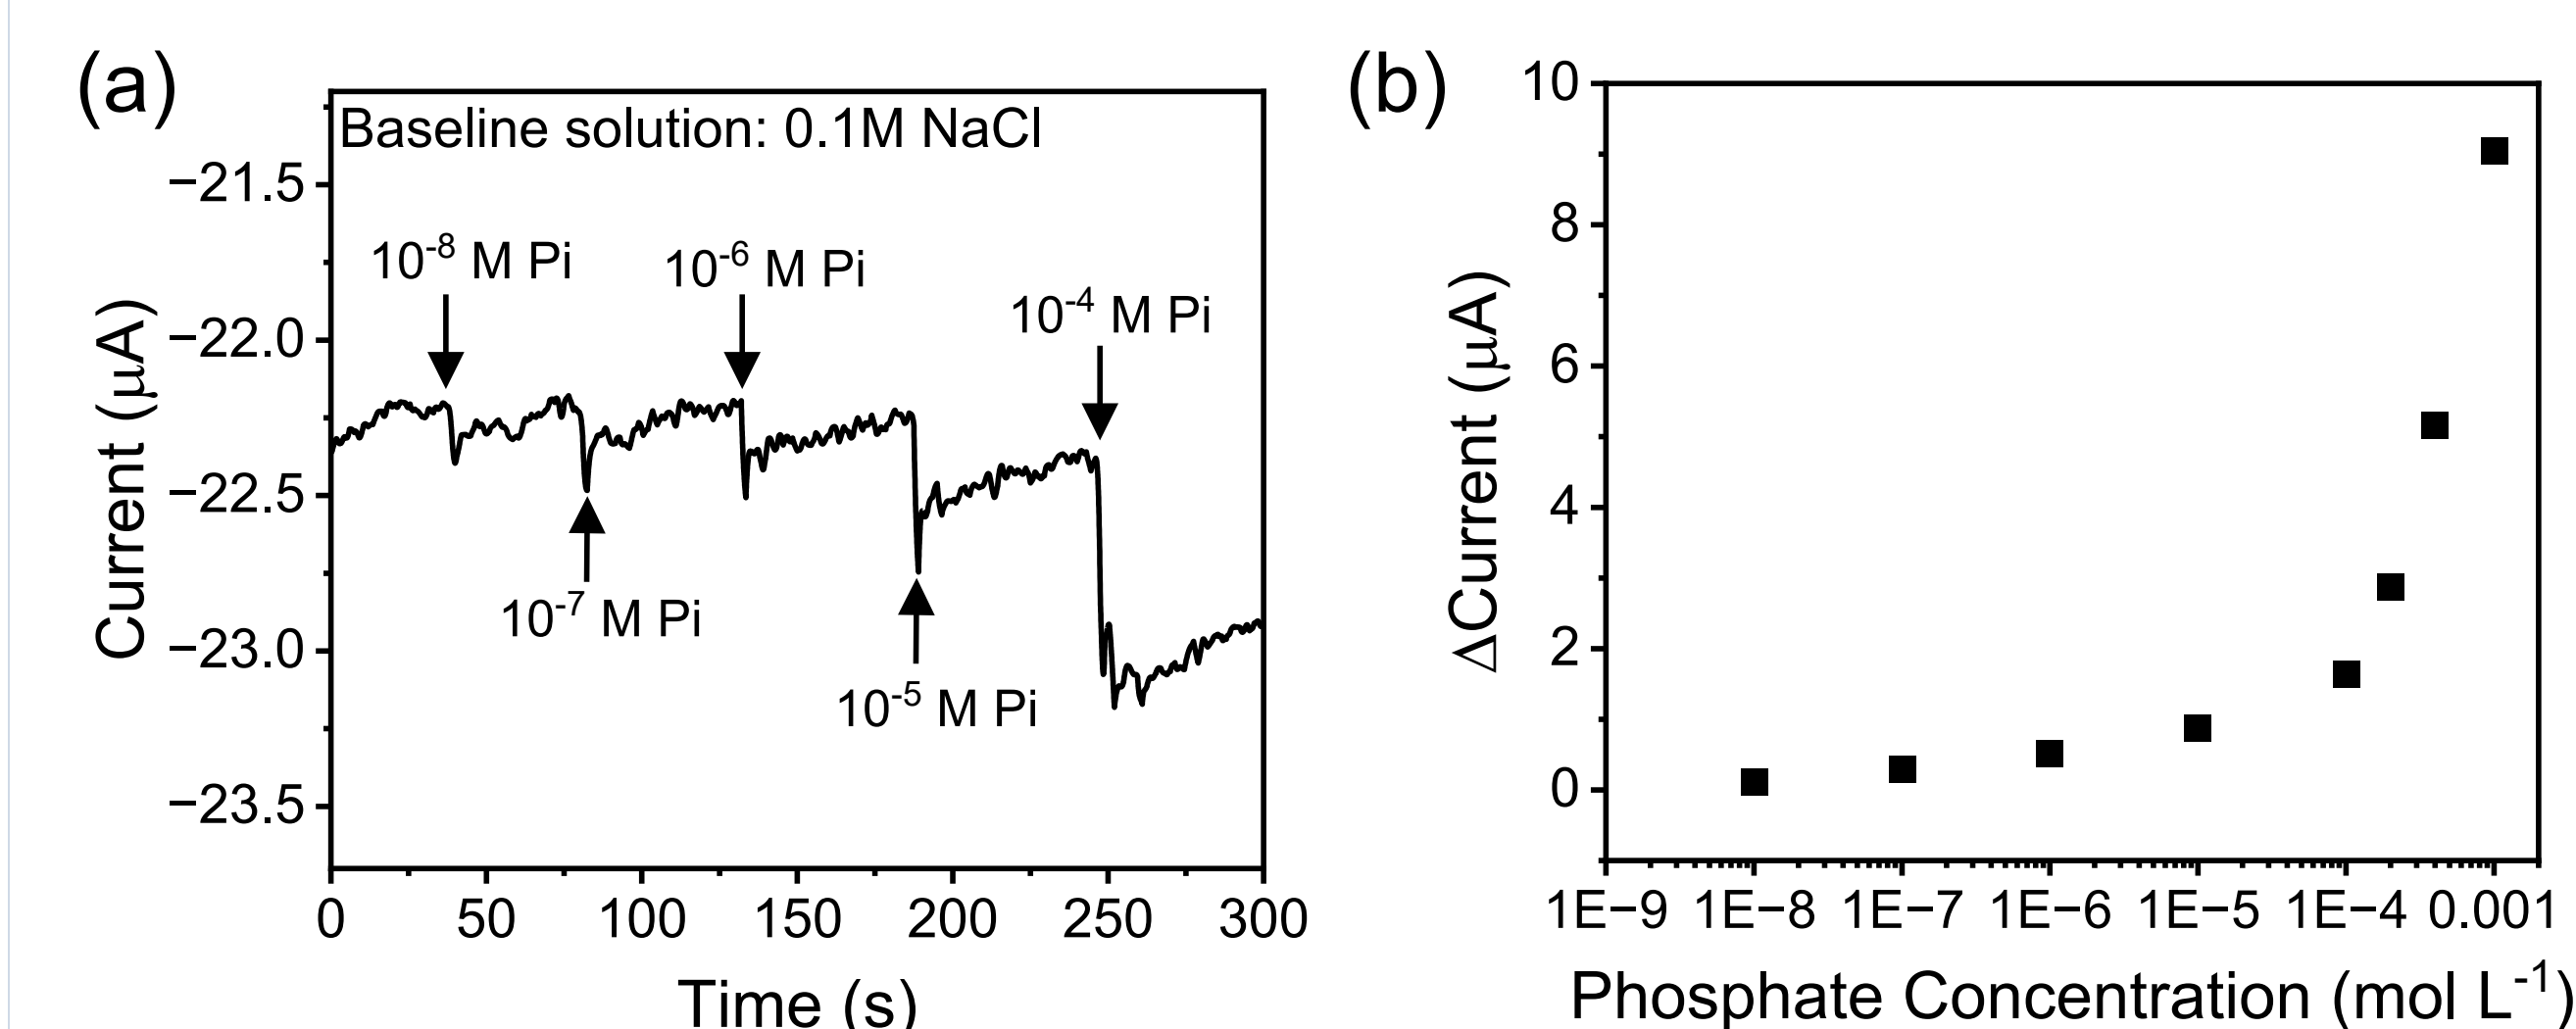 (a)
Baseline solution: 0.1M NaCl
−21.5
−22.0
−22.5
−23.0
−23.5
Current (μA)
10⁻⁸ M Pi
10⁻⁶ M Pi
10⁻⁴ M Pi
10⁻⁷ M Pi
10⁻⁵ M Pi
0 50 100 150 200 250 300
Time (s)
(b)
10
8
6
4
2
0
ΔCurrent (μA)
1E−9 1E−8 1E−7 1E−6 1E−5 1E−4 0.001
Phosphate Concentration (mol L⁻¹)